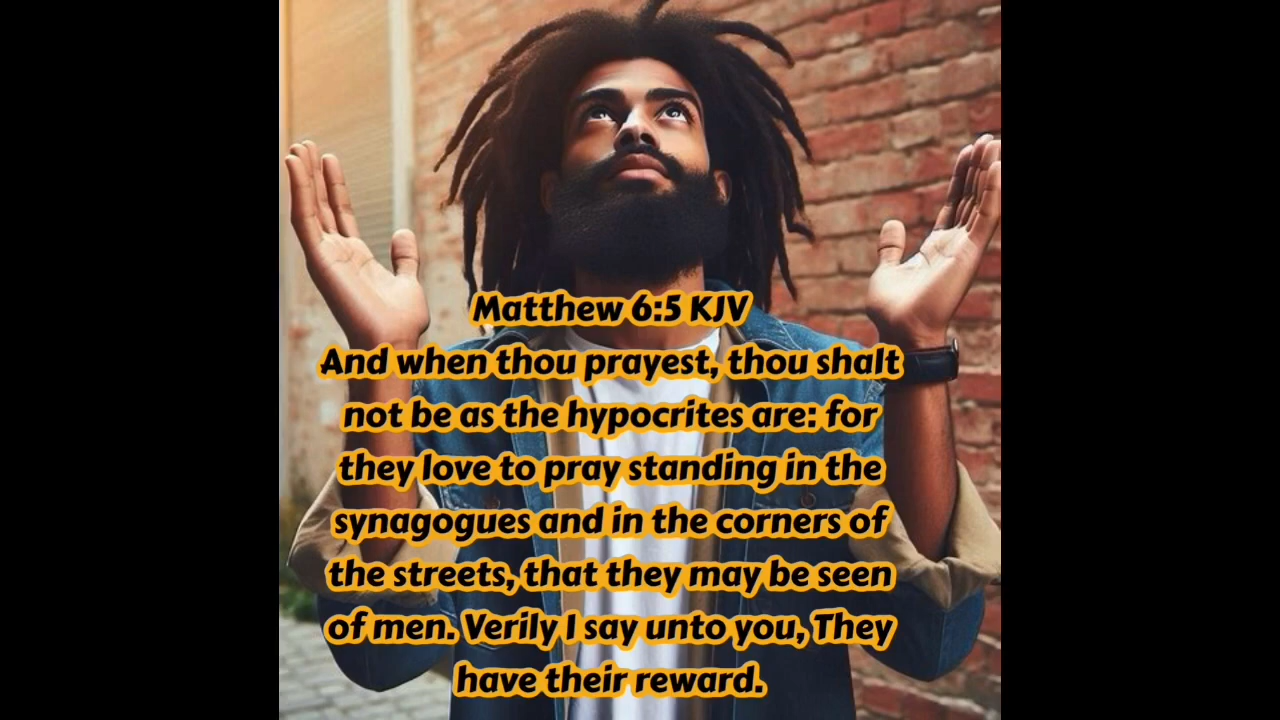 Matthew 6:5 KJV
And when thou prayest, thou shalt
not be as the hypocrites are: for
they love to pray standing in the
synagogues and in the corners of
the streets, that they may be seen
of men. Verily I say unto you, They
have their reward.